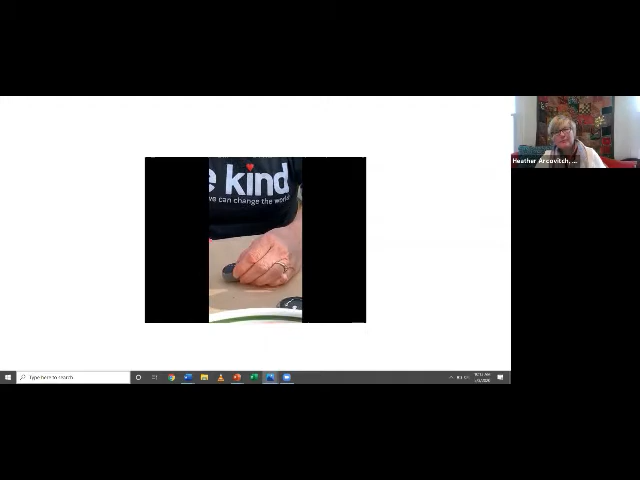 e kind
we can change the world
Heather Arcovitch, ...
Type here to search